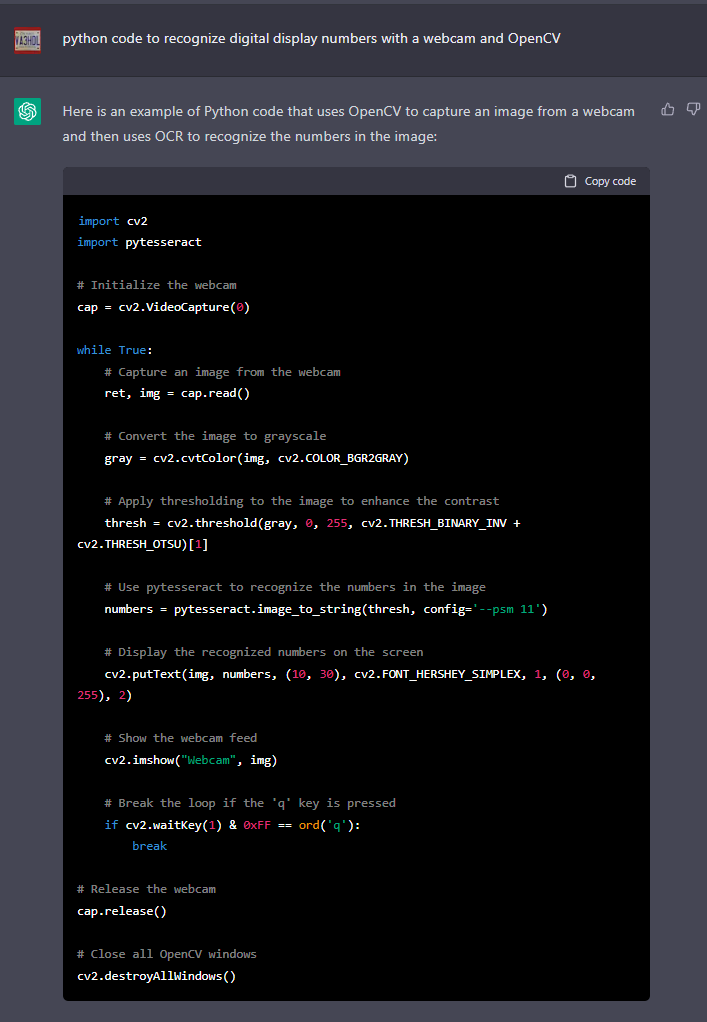 VA3HDL
python code to recognize digital display numbers with a webcam and OpenCV
Here is an example of Python code that uses OpenCV to capture an image from a webcam
and then uses OCR to recognize the numbers in the image:
Copy code
import cv2
import pytesseract
# Initialize the webcam
cap = cv2.VideoCapture(0)
while True:
    # Capture an image from the webcam
    ret, img = cap.read()
    # Convert the image to grayscale
    gray = cv2.cvtColor(img, cv2.COLOR_BGR2GRAY)
    # Apply thresholding to the image to enhance the contrast
    thresh = cv2.threshold(gray, 0, 255, cv2.THRESH_BINARY_INV +
cv2.THRESH_OTSU)[1]
    # Use pytesseract to recognize the numbers in the image
    numbers = pytesseract.image_to_string(thresh, config='--psm 11')
    # Display the recognized numbers on the screen
    cv2.putText(img, numbers, (10, 30), cv2.FONT_HERSHEY_SIMPLEX, 1, (0, 0,
255), 2)
    # Show the webcam feed
    cv2.imshow("Webcam", img)
    # Break the loop if the 'q' key is pressed
    if cv2.waitKey(1) & 0xFF == ord('q'):
        break
# Release the webcam
cap.release()
# Close all OpenCV windows
cv2.destroyAllWindows()